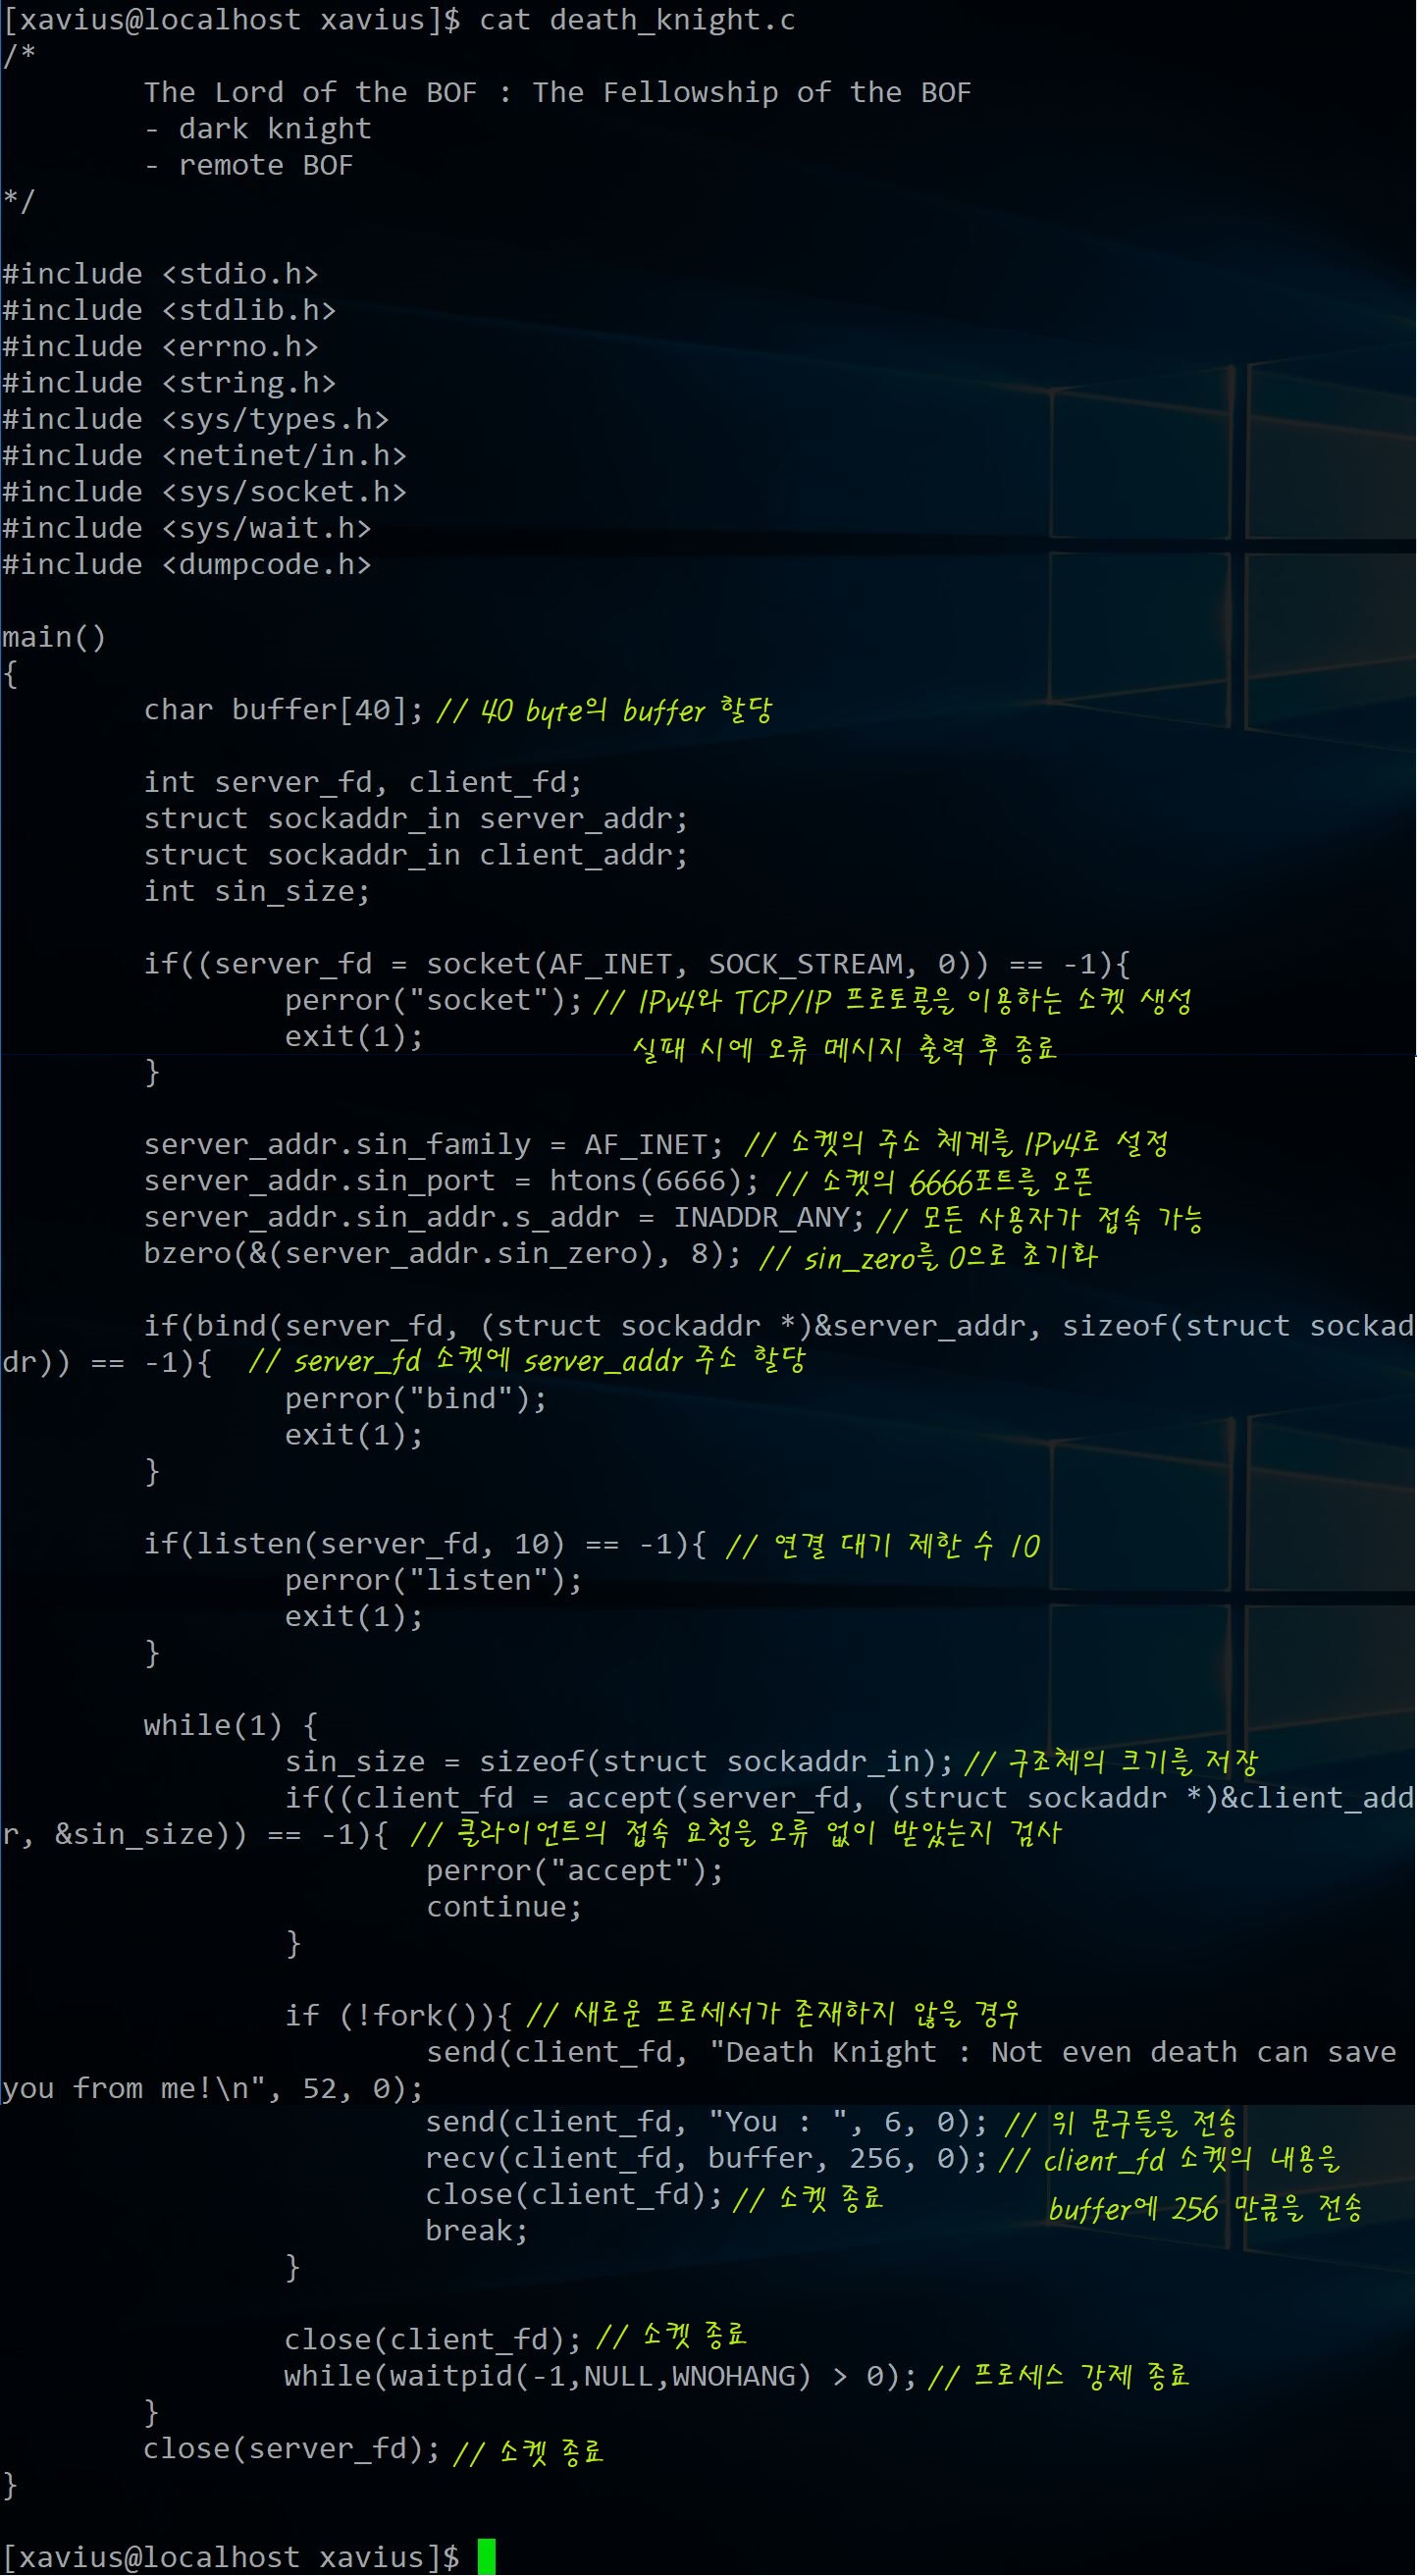 [xavius@localhost xavius]$ cat death_knight.c
/*
        The Lord of the BOF : The Fellowship of the BOF
        - dark knight
        - remote BOF
*/

#include <stdio.h>
#include <stdlib.h>
#include <errno.h>
#include <string.h>
#include <sys/types.h>
#include <netinet/in.h>
#include <sys/socket.h>
#include <sys/wait.h>
#include <dumpcode.h>

main()
{
        char buffer[40]; // 40 byte의 buffer 할당

        int server_fd, client_fd;
        struct sockaddr_in server_addr;
        struct sockaddr_in client_addr;
        int sin_size;

        if((server_fd = socket(AF_INET, SOCK_STREAM, 0)) == -1){
                perror("socket"); // IPv4와 TCP/IP 프로토콜을 이용하는 소켓 생성
                exit(1);            실패 시에 오류 메시지 출력 후 종료
        }

        server_addr.sin_family = AF_INET; // 소켓의 주소 체계를 IPv4로 설정
        server_addr.sin_port = htons(6666); // 소켓의 6666포트를 오픈
        server_addr.sin_addr.s_addr = INADDR_ANY; // 모든 사용자가 접속 가능
        bzero(&(server_addr.sin_zero), 8); // sin_zero를 0으로 초기화

        if(bind(server_fd, (struct sockaddr *)&server_addr, sizeof(struct sockad
dr)) == -1){  // server_fd 소켓에 server_addr 주소 할당
                perror("bind");
                exit(1);
        }

        if(listen(server_fd, 10) == -1){ // 연결 대기 제한 수 10
                perror("listen");
                exit(1);
        }

        while(1) {
                sin_size = sizeof(struct sockaddr_in); // 구조체의 크기를 저장
                if((client_fd = accept(server_fd, (struct sockaddr *)&client_add
r, &sin_size)) == -1){ // 클라이언트의 접속 요청을 오류 없이 받았는지 검사
                        perror("accept");
                        continue;
                }

                if (!fork()){ // 새로운 프로세서가 존재하지 않을 경우
                        send(client_fd, "Death Knight : Not even death can save
you from me!\n", 52, 0);
                        send(client_fd, "You : ", 6, 0); // 위 문구들을 전송
                        recv(client_fd, buffer, 256, 0); // client_fd 소켓의 내용을
                        close(client_fd); // 소켓 종료         buffer에 256 만큼을 전송
                        break;
                }

                close(client_fd); // 소켓 종료
                while(waitpid(-1,NULL,WNOHANG) > 0); // 프로세스 강제 종료
        }
        close(server_fd); // 소켓 종료
}

[xavius@localhost xavius]$